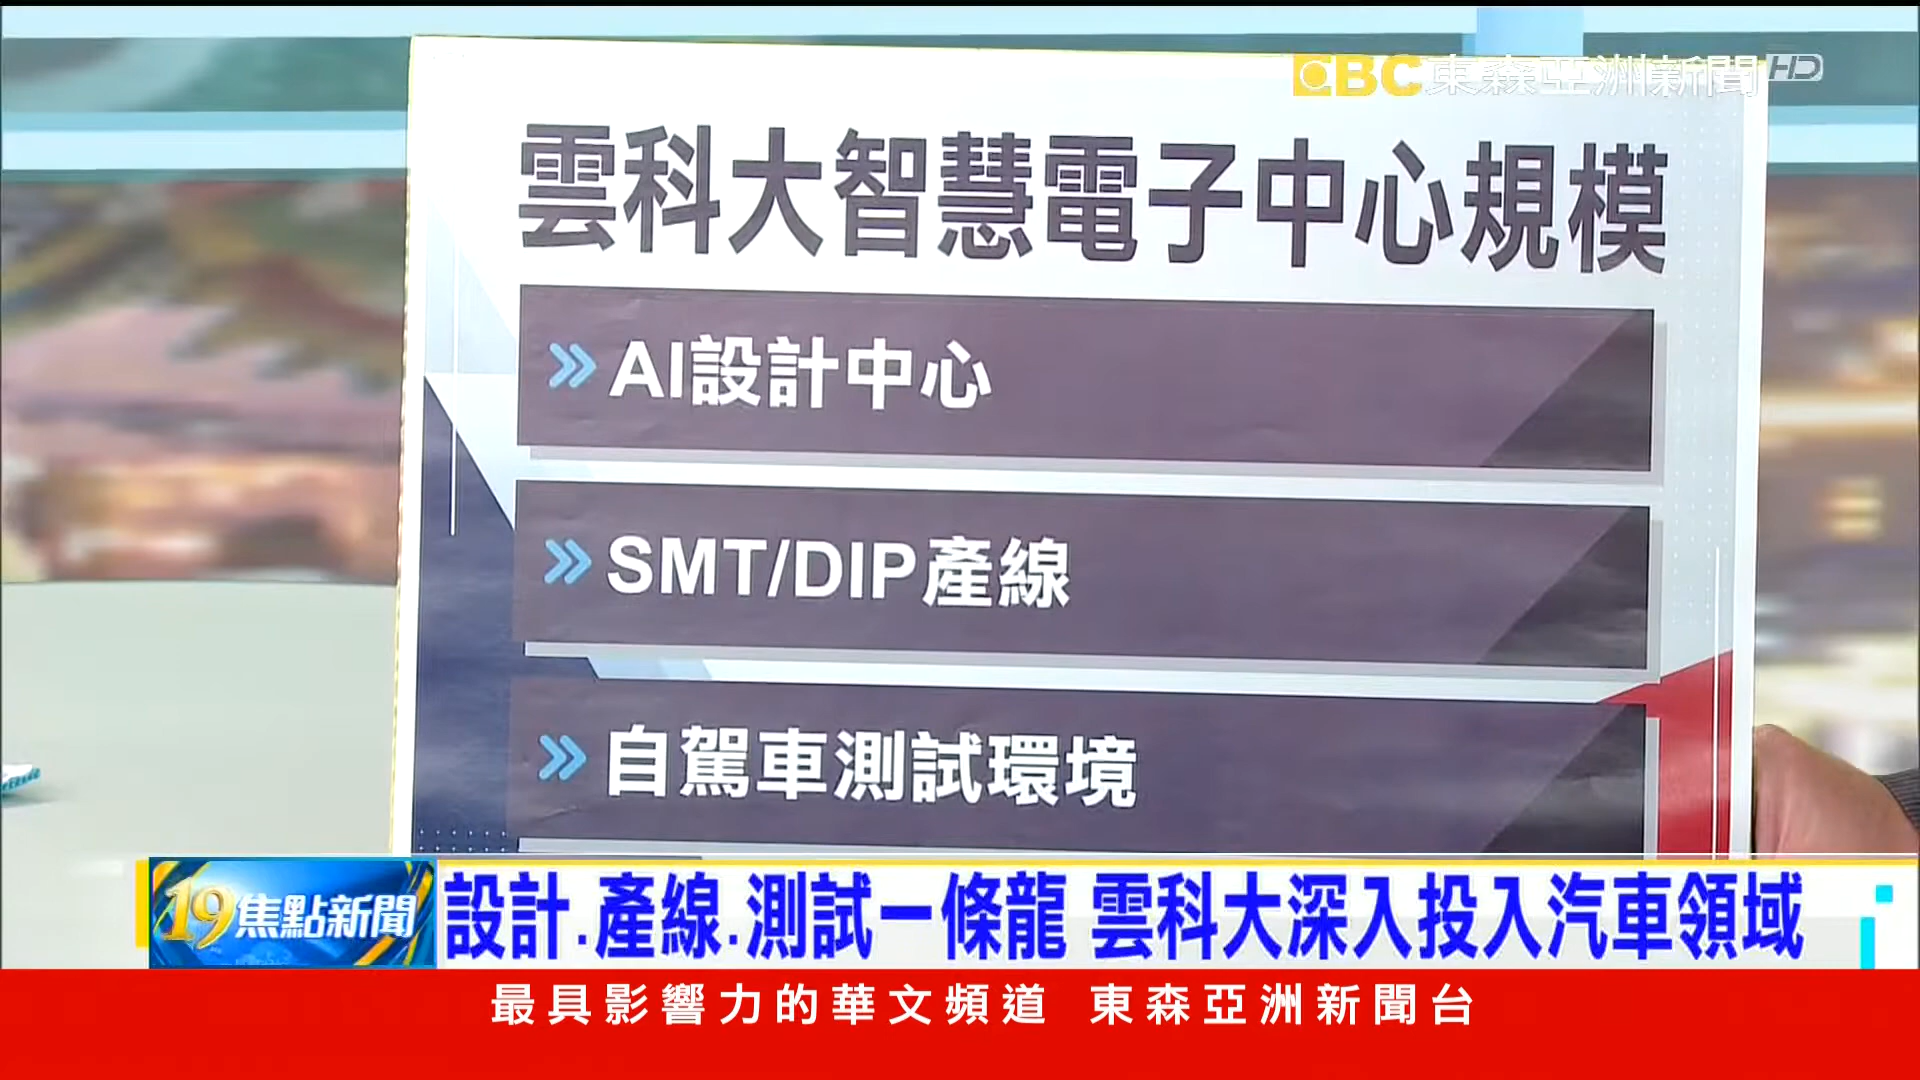 EBC東森亞洲新聞HD
雲科大智慧電子中心規模
AI設計中心
SMT/DIP產線
自駕車測試環境
19焦點新聞
設計.產線.測試一條龍 雲科大深入投入汽車領域
最具影響力的華文頻道 東森亞洲新聞台